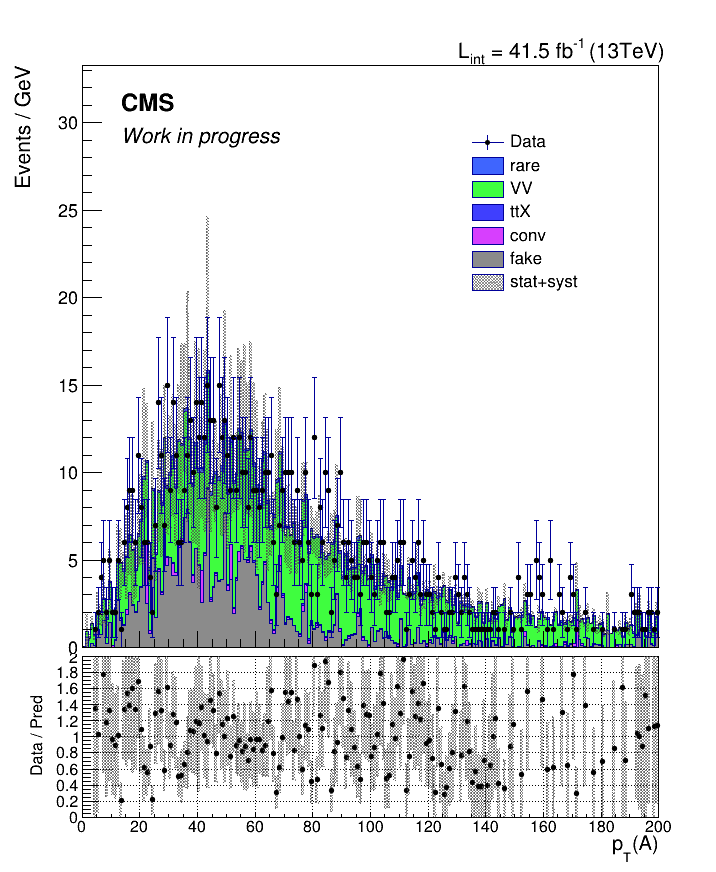 L_int = 41.5 fb^-1 (13TeV)
Events / GeV
CMS
Work in progress
Data
rare
VV
ttX
conv
fake
stat+syst
30
25
20
15
10
5
0
Data / Pred
2
1.8
1.6
1.4
1.2
1
0.8
0.6
0.4
0.2
0
0 20 40 60 80 100 120 140 160 180 200
p_T(A)